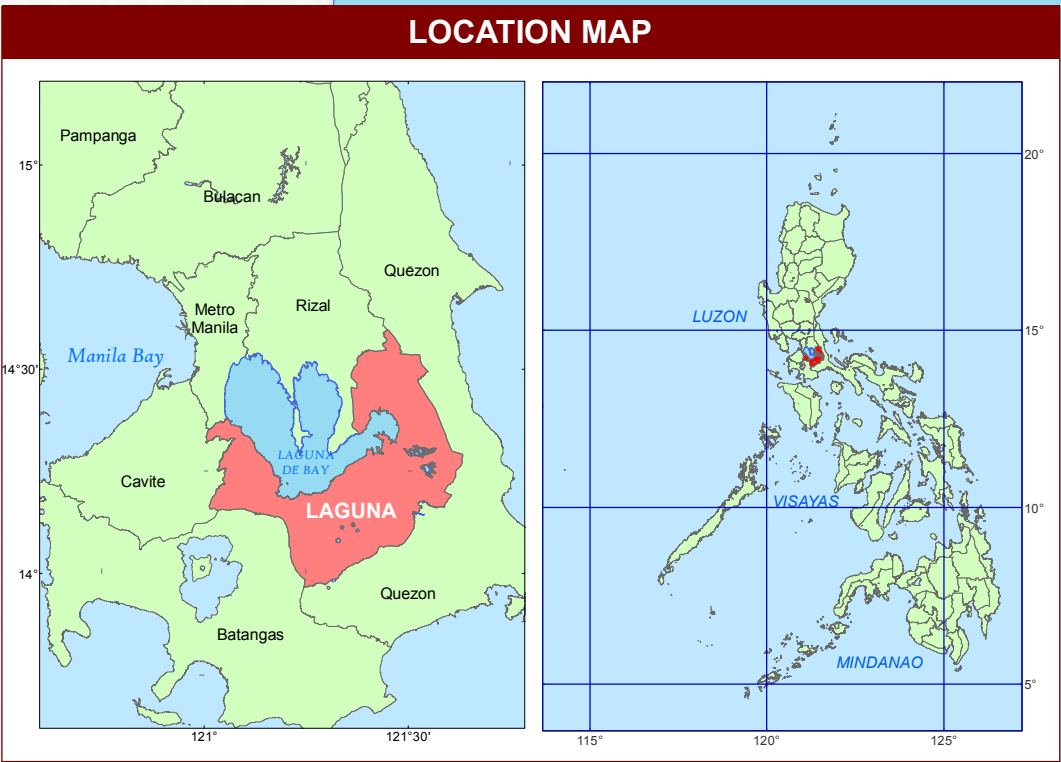 LOCATION MAP
Pampanga
15°
Bulacan
Quezon
Metro
Manila
Rizal
Manila Bay
14°30'
LAGUNA
DE BAY
Cavite
LAGUNA
14°
Quezon
Batangas
121°
121°30'
20°
LUZON
15°
VISAYAS
10°
MINDANAO
5°
115°
120°
125°